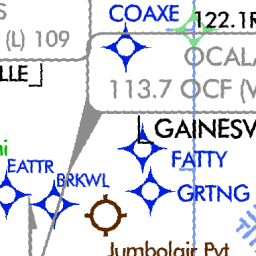 COAXE
122.1R
S
(L) 109
OCALA
LLE
113.7 OCF (V
GAINESV
FATTY
EATTR
BRKWL
GRTNG
Jumbolair Pvt